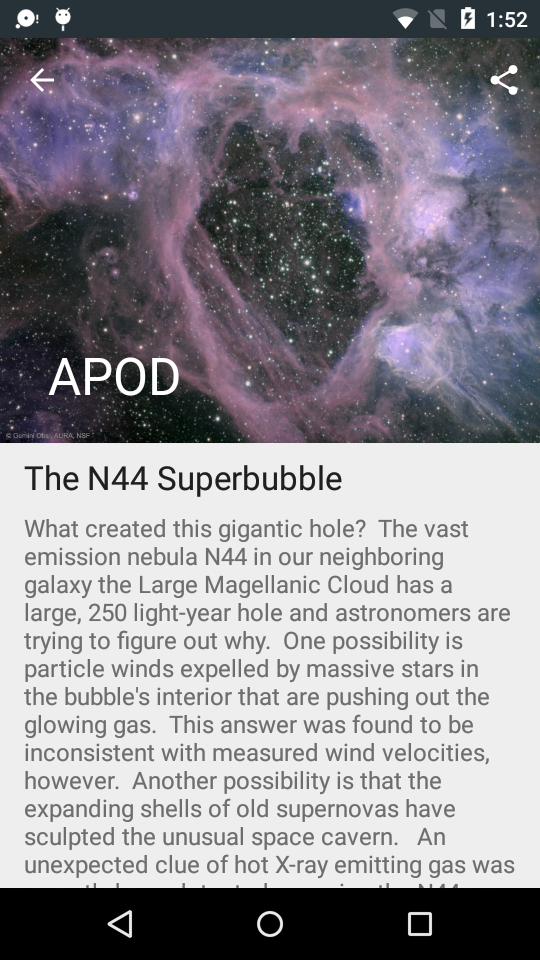 1:52
APOD
© Gemini Obs., AURA, NSF
The N44 Superbubble
What created this gigantic hole?  The vast
emission nebula N44 in our neighboring
galaxy the Large Magellanic Cloud has a
large, 250 light-year hole and astronomers are
trying to figure out why.  One possibility is
particle winds expelled by massive stars in
the bubble's interior that are pushing out the
glowing gas.  This answer was found to be
inconsistent with measured wind velocities,
however.  Another possibility is that the
expanding shells of old supernovas have
sculpted the unusual space cavern.   An
unexpected clue of hot X-ray emitting gas was